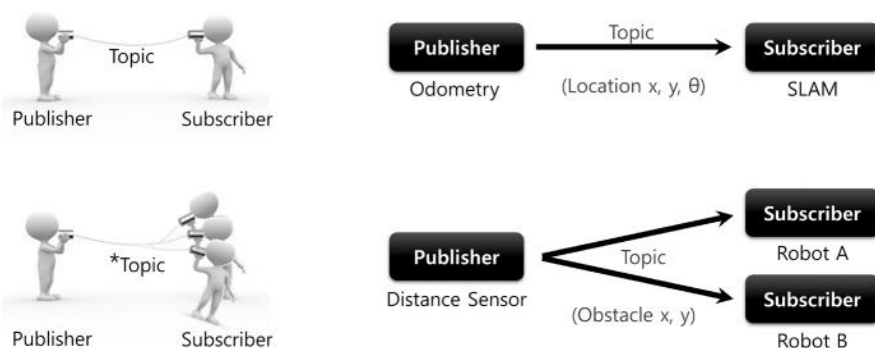 Topic
Publisher
Subscriber
Publisher
Topic
Subscriber
Odometry
(Location x, y, θ)
SLAM
*Topic
Publisher
Subscriber
Publisher
Distance Sensor
Topic
(Obstacle x, y)
Subscriber
Robot A
Subscriber
Robot B